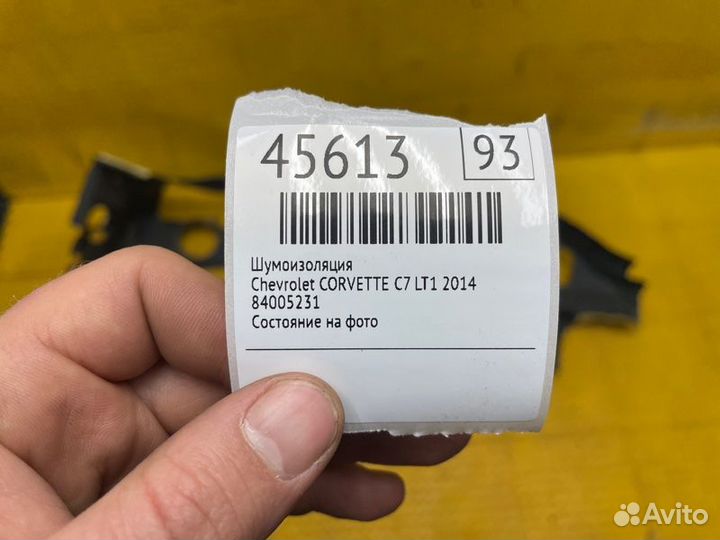 45613
93
Шумоизоляция
Chevrolet CORVETTE C7 LT1 2014
84005231
Состояние на фото
Avito